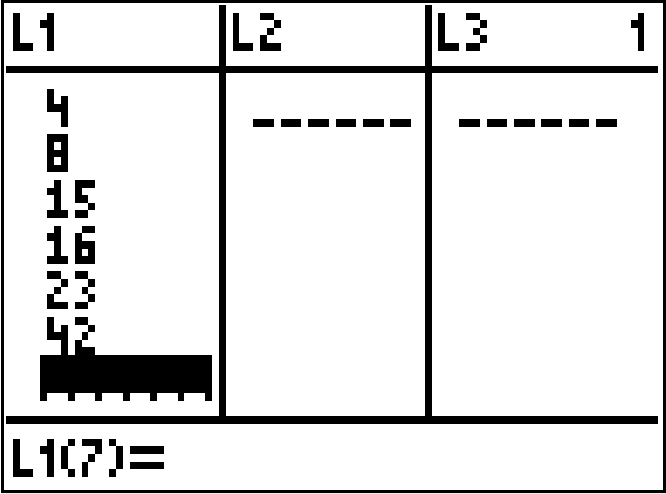 L1 L2 L3 1
4 ------ ------
8
15
16
23
42
L1(7)=